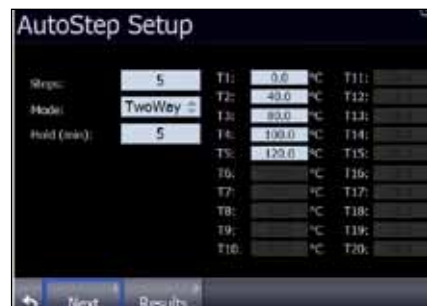 AutoStep Setup
Steps: 5 T1: 0.0 °C T11:
Mode: TwoWay T2: 40.0 °C T12:
T3: 80.0 °C T13:
Hold (min): 5 T4: 100.0 °C T14:
T5: 120.0 °C T15:
T6: °C T16:
T7: °C T17:
T8: °C T18:
T9: °C T19:
T10: °C T20:
Next Results